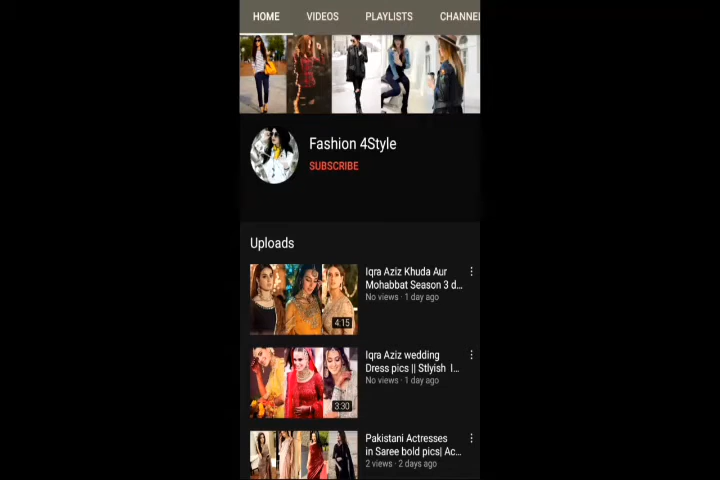 HOME VIDEOS PLAYLISTS CHANNEL
Fashion 4Style
SUBSCRIBE
Uploads
Iqra Aziz Khuda Aur
Mohabbat Season 3 d...
No views · 1 day ago
4:15
Iqra Aziz wedding
Dress pics || Stlyish I...
No views · 1 day ago
3:30
Pakistani Actresses
in Saree bold pics| Ac...
2 views · 2 days ago